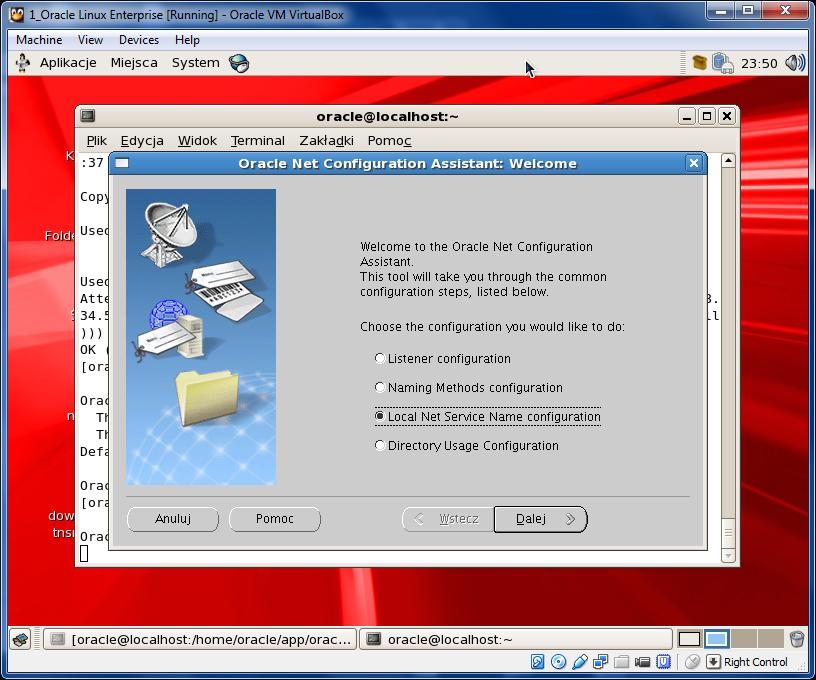 1_Oracle Linux Enterprise [Running] - Oracle VM VirtualBox
Machine View Devices Help
Aplikacje Miejsca System 23:50
oracle@localhost:~
Plik Edycja Widok Terminal Zakładki Pomoc
:37
Oracle Net Configuration Assistant: Welcome
Copy
Used
Used
Atte
34.5
)))
OK (
[ora
Orac
Th
Th
Defa
Orac
[ora
Orac
Folde
dow
tns
Welcome to the Oracle Net Configuration
Assistant.
This tool will take you through the common
configuration steps, listed below.
Choose the configuration you would like to do:
Listener configuration
Naming Methods configuration
Local Net Service Name configuration
Directory Usage Configuration
Anuluj Pomoc Wstecz Dalej
[oracle@localhost:/home/oracle/app/orac... oracle@localhost:~
Right Control